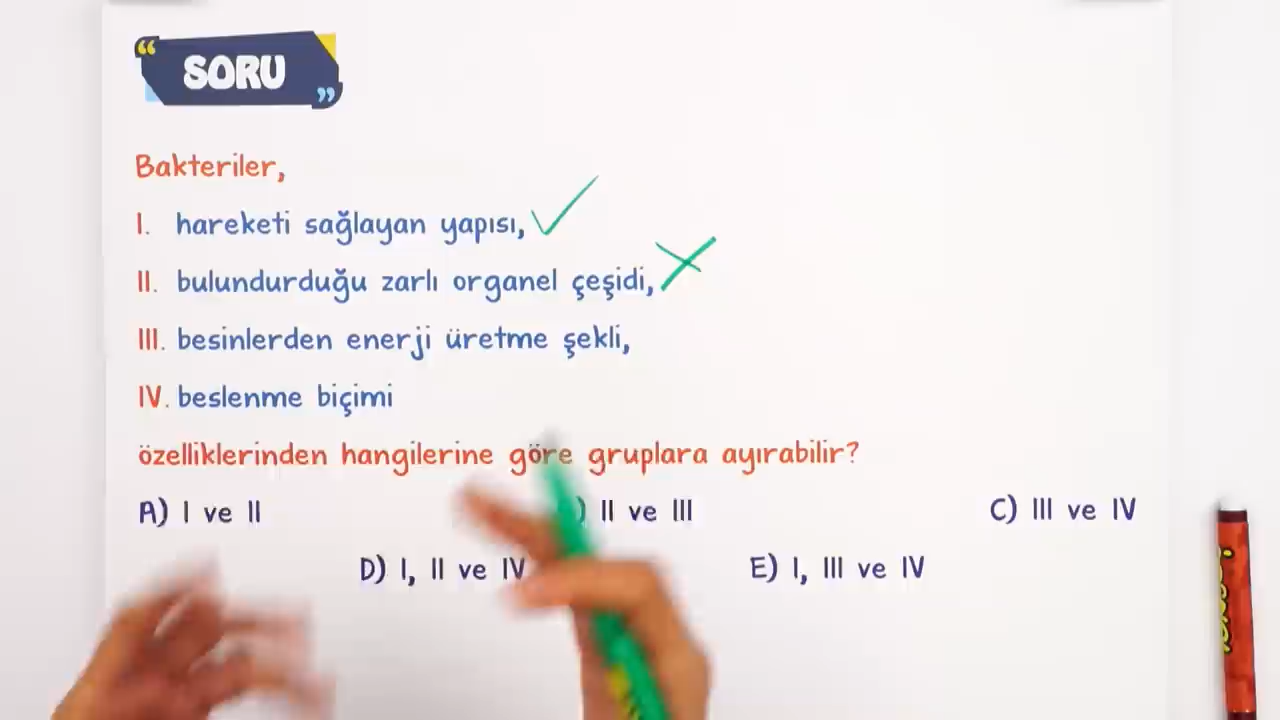 SORU
Bakteriler,
I. hareketi sağlayan yapısı,
II. bulundurduğu zarlı organel çeşidi,
III. besinlerden enerji üretme şekli,
IV. beslenme biçimi
özelliklerinden hangilerine göre gruplara ayırabilir?
A) I ve II ) II ve III C) III ve IV
D) I, II ve IV E) I, III ve IV